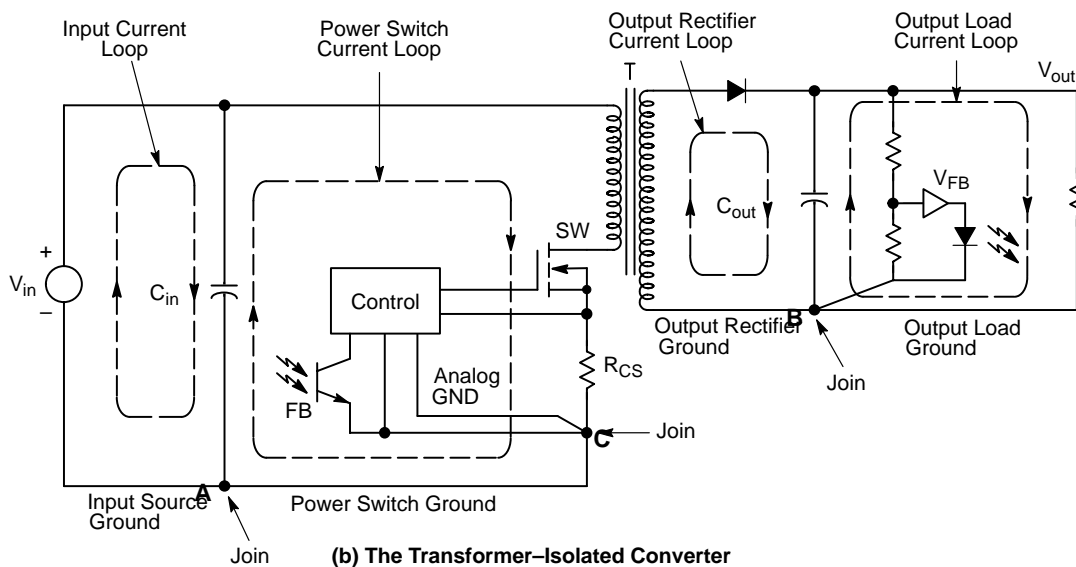 Input Current
Loop
Power Switch
Current Loop
Output Rectifier
Current Loop
Output Load
Current Loop
T
Vout
VFB
SW
Cout
+
Vin
–
Cin
Control
Analog
GND
FB
RCS
Output Rectifier
Ground
B
Output Load
Ground
Join
C
Join
A
Input Source
Ground
Power Switch Ground
Join
(b) The Transformer–Isolated Converter